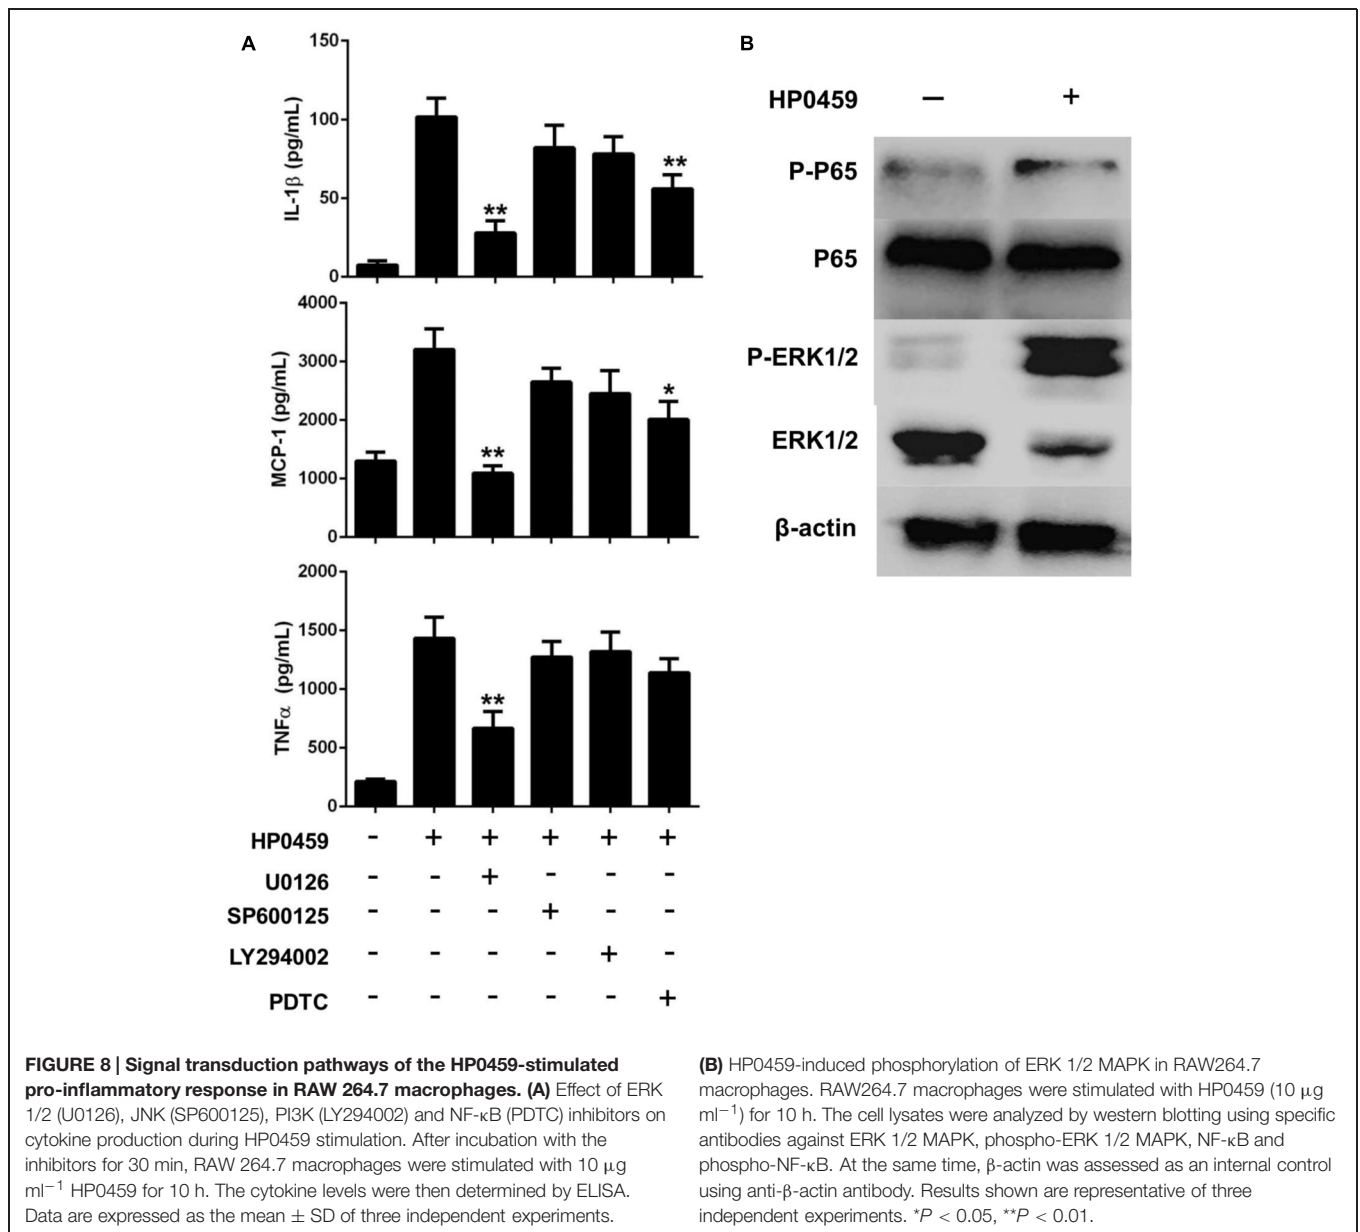 A
150
100
50
0
IL-1β (pg/mL)
**
**
4000
3000
2000
1000
0
MCP-1 (pg/mL)
**
*
2000
1500
1000
500
0
TNFα (pg/mL)
**
HP0459 - + + + + +
U0126 - - + - - -
SP600125 - - - + - -
LY294002 - - - - + -
PDTC - - - - - +
B
HP0459 − +
P-P65
P65
P-ERK1/2
ERK1/2
β-actin
FIGURE 8 | Signal transduction pathways of the HP0459-stimulated
pro-inflammatory response in RAW 264.7 macrophages. (A) Effect of ERK
1/2 (U0126), JNK (SP600125), PI3K (LY294002) and NF-κB (PDTC) inhibitors on
cytokine production during HP0459 stimulation. After incubation with the
inhibitors for 30 min, RAW 264.7 macrophages were stimulated with 10 μg
ml−1 HP0459 for 10 h. The cytokine levels were then determined by ELISA.
Data are expressed as the mean ± SD of three independent experiments.
(B) HP0459-induced phosphorylation of ERK 1/2 MAPK in RAW264.7
macrophages. RAW264.7 macrophages were stimulated with HP0459 (10 μg
ml−1) for 10 h. The cell lysates were analyzed by western blotting using specific
antibodies against ERK 1/2 MAPK, phospho-ERK 1/2 MAPK, NF-κB and
phospho-NF-κB. At the same time, β-actin was assessed as an internal control
using anti-β-actin antibody. Results shown are representative of three
independent experiments. *P < 0.05, **P < 0.01.